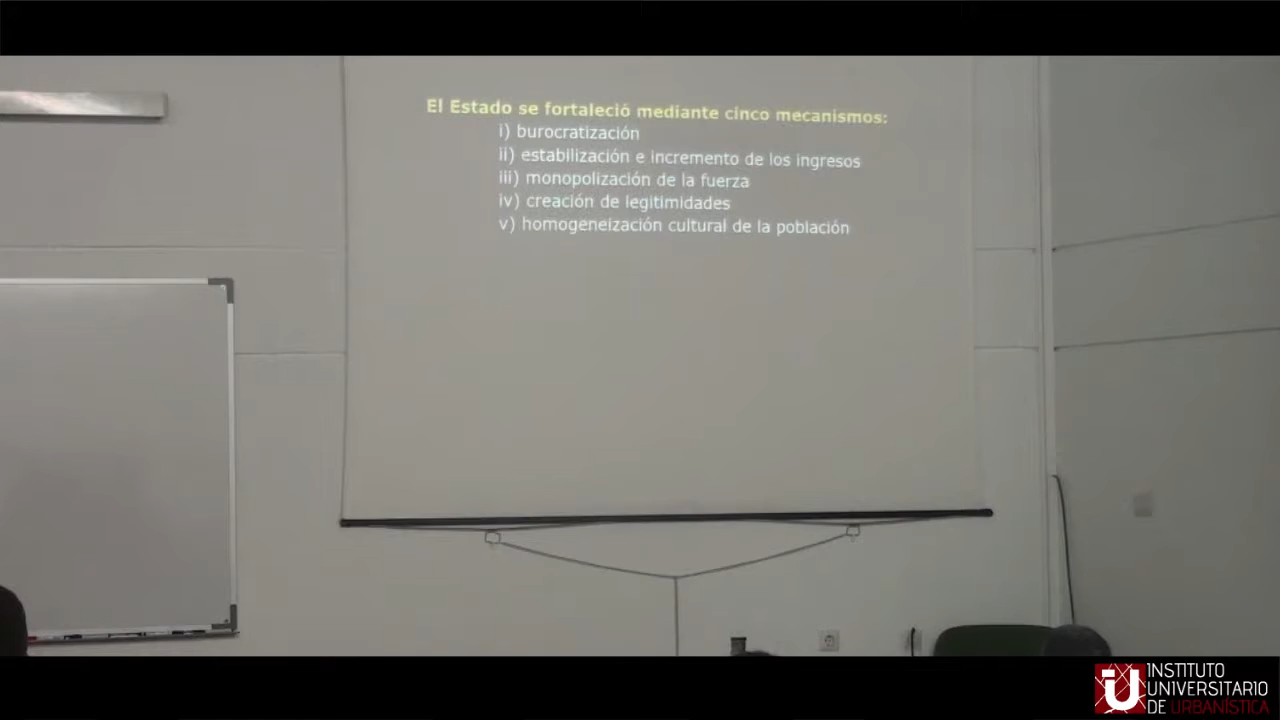 El Estado se fortaleció mediante cinco mecanismos:
i) burocratización
ii) estabilización e incremento de los ingresos
iii) monopolización de la fuerza
iv) creación de legitimidades
v) homogeneización cultural de la población
iU INSTITUTO
UNIVERSITARIO
DE URBANÍSTICA